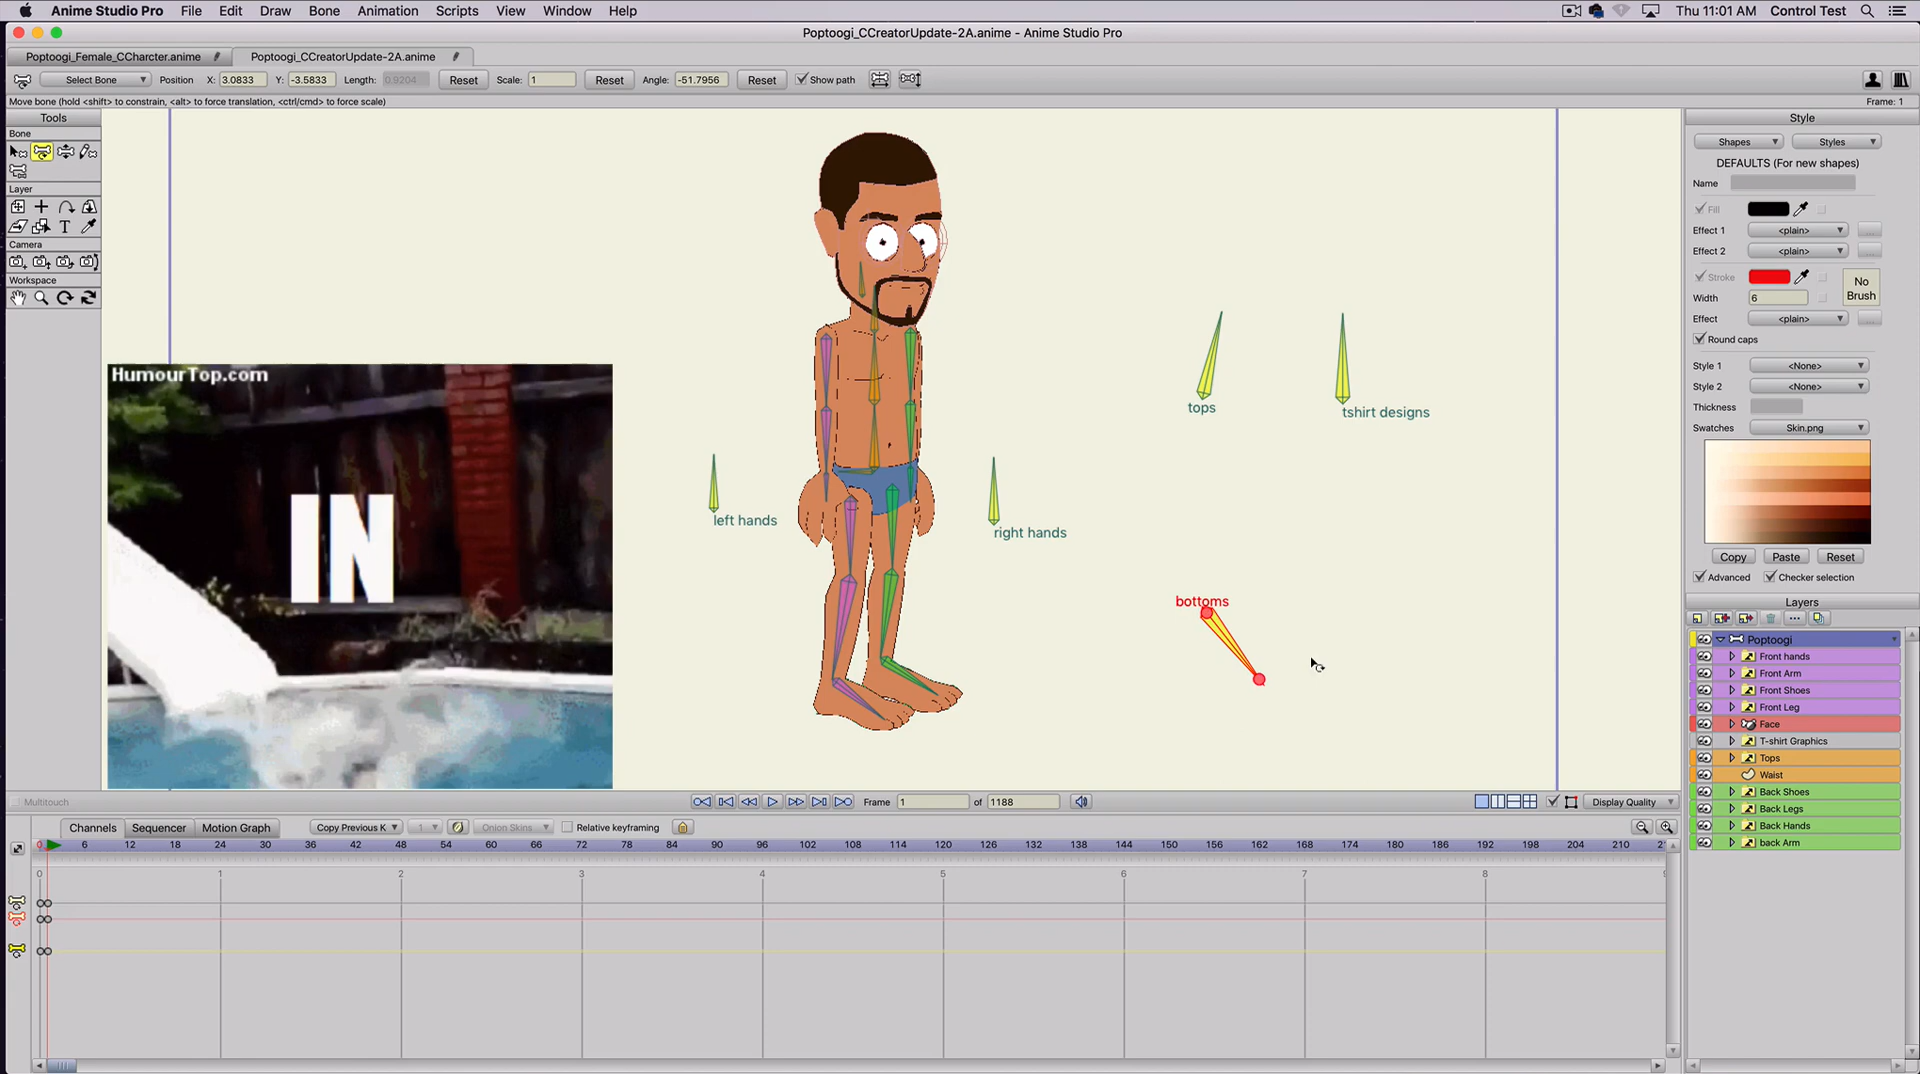 Anime Studio Pro File Edit Draw Bone Animation Scripts View Window Help Thu 11:01 AM Control Test
Poptoogi_CCreatorUpdate-2A.anime - Anime Studio Pro
Poptoogi_Female_CCharcter.anime Poptoogi_CCreatorUpdate-2A.anime
Select Bone Position X: 3.0833 Y: -3.5833 Length: 0.9204 Reset Scale: 1 Reset Angle: -51.7956 Reset Show path
Move bone (hold <shift> to constrain, <alt> to force translation, <ctrl/cmd> to force scale) Frame: 1
Tools
Bone
Layer
Camera
Workspace
HumourTop.com
IN
left hands
right hands
tops
tshirt designs
bottoms
Style
Shapes Styles
DEFAULTS (For new shapes)
Name
Fill
Effect 1 <plain> ...
Effect 2 <plain> ...
Stroke
No
Brush
Width 6
Effect <plain> ...
Round caps
Style 1 <None>
Style 2 <None>
Thickness
Swatches Skin.png
Copy Paste Reset
Advanced Checker selection
Layers
Poptoogi
Front hands
Front Arm
Front Shoes
Front Leg
Face
T-shirt Graphics
Tops
Waist
Back Shoes
Back Legs
Back Hands
back Arm
Multitouch Frame 1 of 1188 Display Quality
Channels Sequencer Motion Graph Copy Previous K 1 Onion Skins Relative keyframing
0 6 12 18 24 30 36 42 48 54 60 66 72 78 84 90 96 102 108 114 120 126 132 138 144 150 156 162 168 174 180 186 192 198 204 210
0 1 2 3 4 5 6 7 8